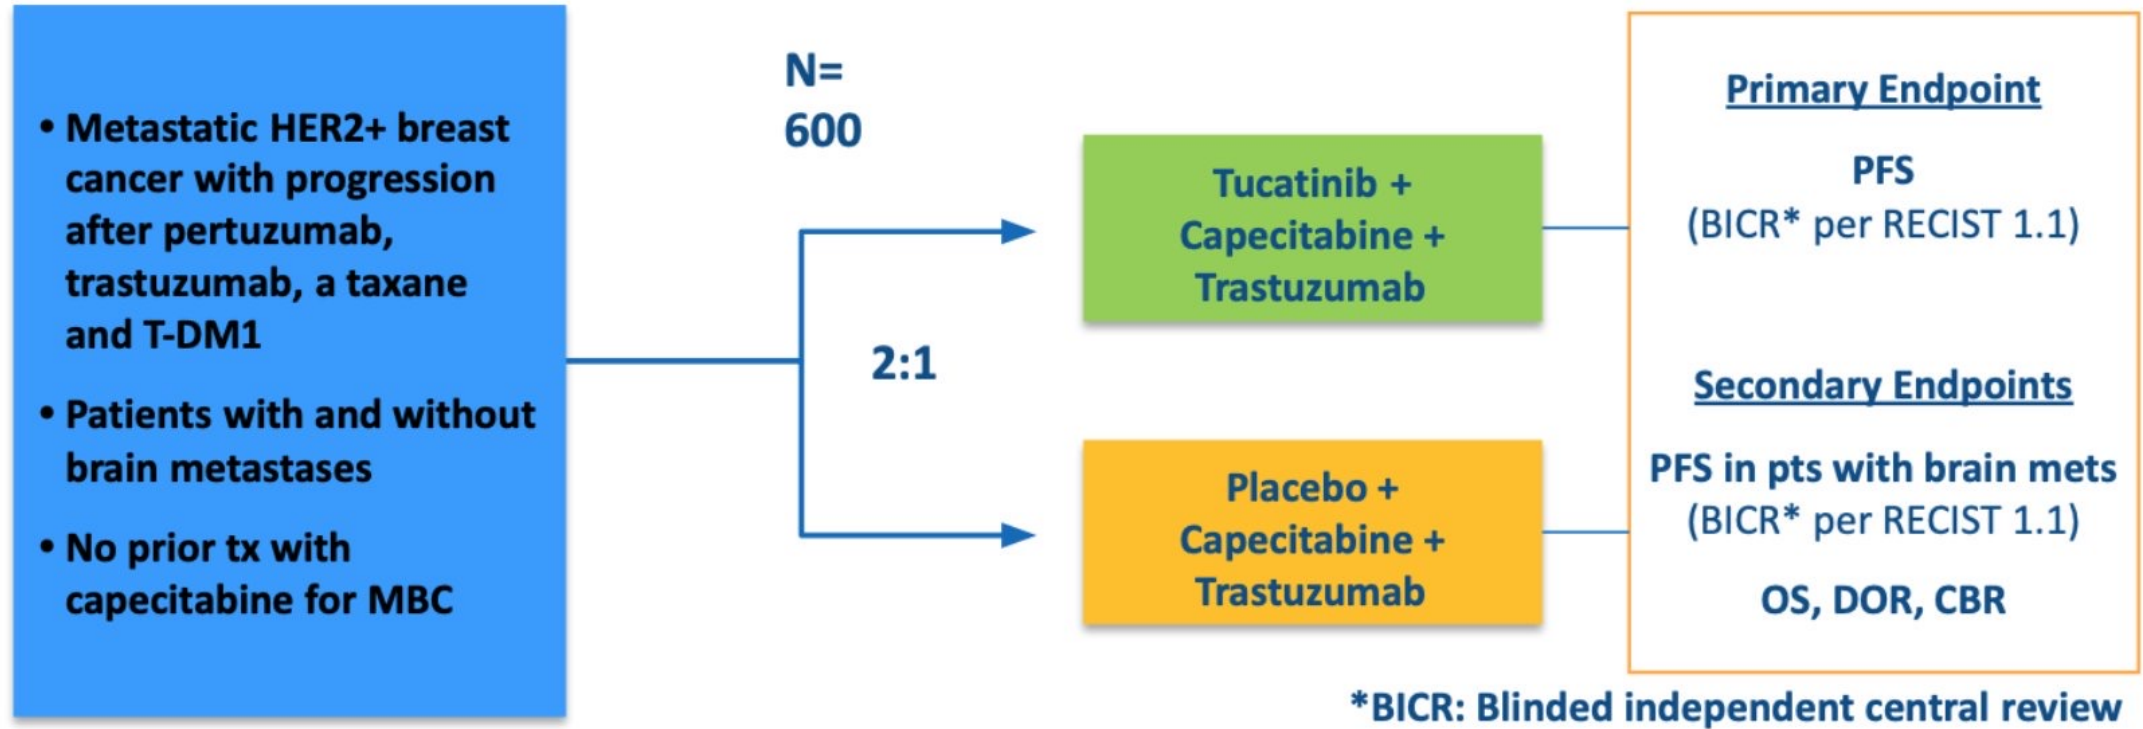 • Metastatic HER2+ breast
cancer with progression
after pertuzumab,
trastuzumab, a taxane
and T-DM1
• Patients with and without
brain metastases
• No prior tx with
capecitabine for MBC
N=
600
2:1
Tucatinib +
Capecitabine +
Trastuzumab
Placebo +
Capecitabine +
Trastuzumab
Primary Endpoint
PFS
(BICR* per RECIST 1.1)
Secondary Endpoints
PFS in pts with brain mets
(BICR* per RECIST 1.1)
OS, DOR, CBR
*BICR: Blinded independent central review